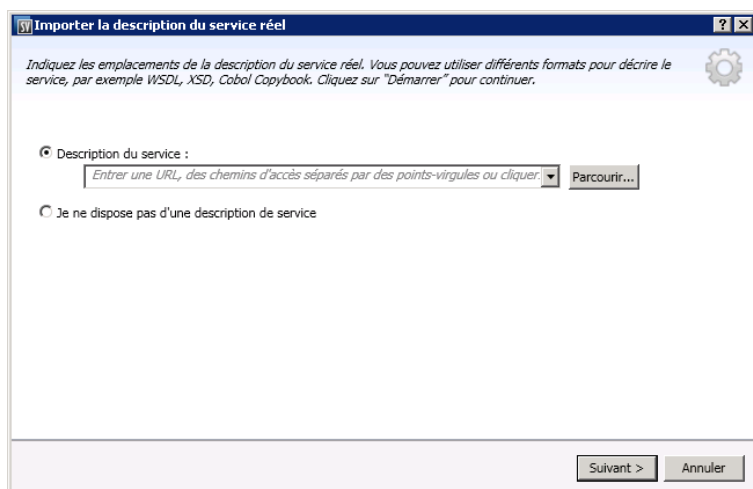 SV Importer la description du service réel
Indiquez les emplacements de la description du service réel. Vous pouvez utiliser différents formats pour décrire le
service, par exemple WSDL, XSD, Cobol Copybook. Cliquez sur "Démarrer" pour continuer.
Description du service :
Entrer une URL, des chemins d'accès séparés par des points-virgules ou cliquer. Parcourir...
Je ne dispose pas d'une description de service
Suivant > Annuler